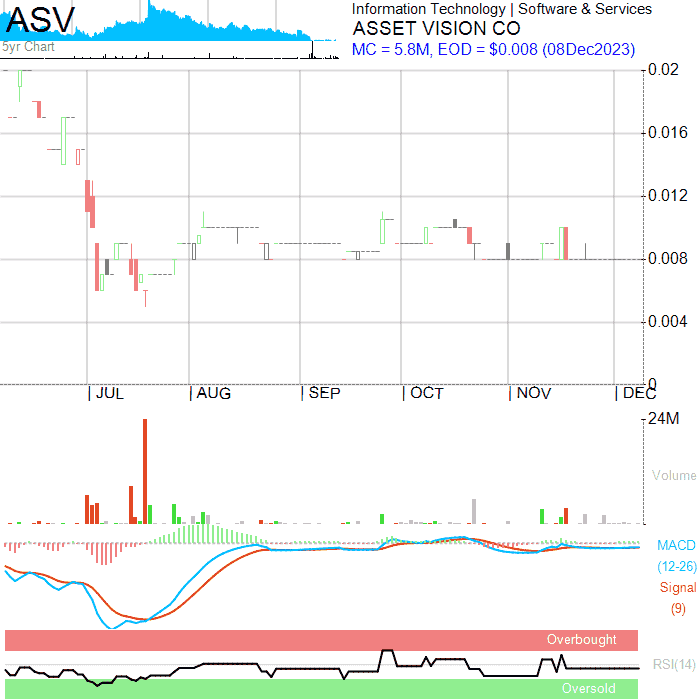 ASV
5yr Chart
Information Technology | Software & Services
ASSET VISION CO
MC = 5.8M, EOD = $0.008 (08Dec2023)
0.02
0.016
0.012
0.008
0.004
0
| JUL | AUG | SEP | OCT | NOV | DEC
24M
Volume
MACD
(12-26)
Signal
(9)
Overbought
RSI(14)
Oversold